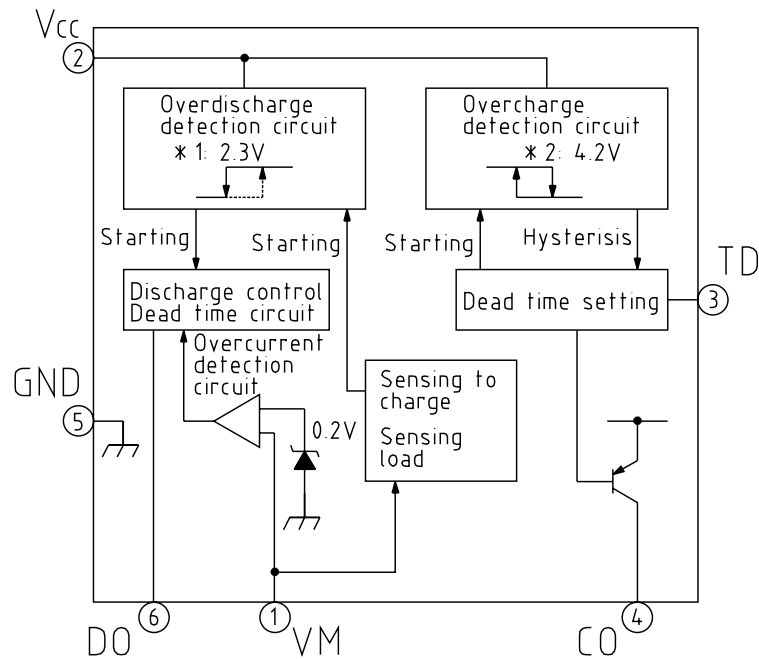 Vcc
2
Overdischarge
detection circuit
* 1: 2.3V
Overcharge
detection circuit
* 2: 4.2V
Starting
Starting
Starting
Hysterisis
TD
3
Discharge control
Dead time circuit
Dead time setting
Overcurrent
detection
circuit
GND
5
0.2V
Sensing to
charge
Sensing
load
6
1
4
DO
VM
CO